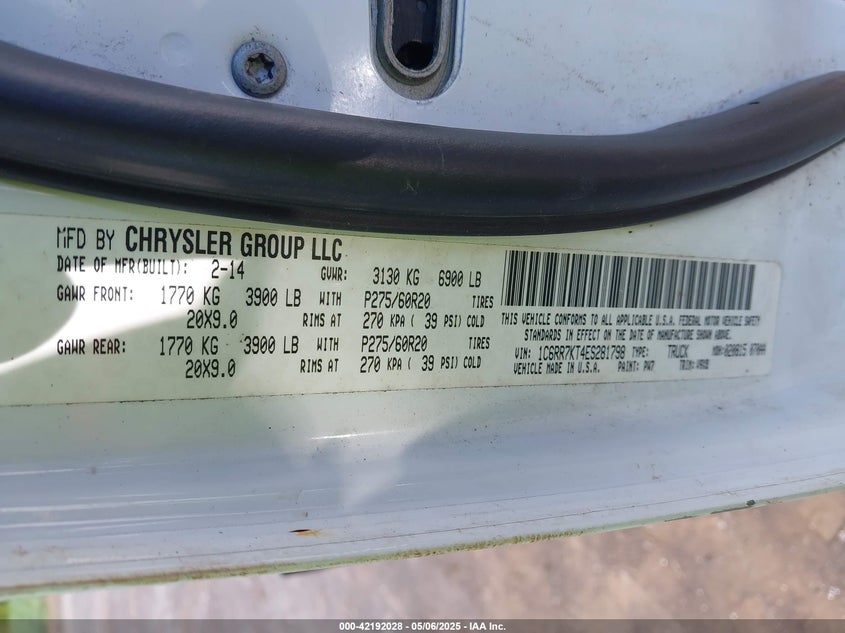 MFD BY CHRYSLER GROUP LLC
DATE OF MFR(BUILT): 2-14 GVWR: 3130 KG 6900 LB
GAWR FRONT: 1770 KG 3900 LB WITH P275/60R20 TIRES
20X9.0 RIMS AT 270 KPA ( 39 PSI) COLD
GAWR REAR: 1770 KG 3900 LB WITH P275/60R20 TIRES
20X9.0 RIMS AT 270 KPA ( 39 PSI) COLD
THIS VEHICLE CONFORMS TO ALL APPLICABLE U.S.A. FEDERAL MOTOR VEHICLE SAFETY
STANDARDS IN EFFECT ON THE DATE OF MANUFACTURE SHOWN ABOVE.
VIN: 1C6RR7KT4ES281798 TYPE: TRUCK
MADE IN U.S.A. PAINT: PW7 TRIM:
000-42192028 - 05/06/2025 - © IAA Holdings, LLC.